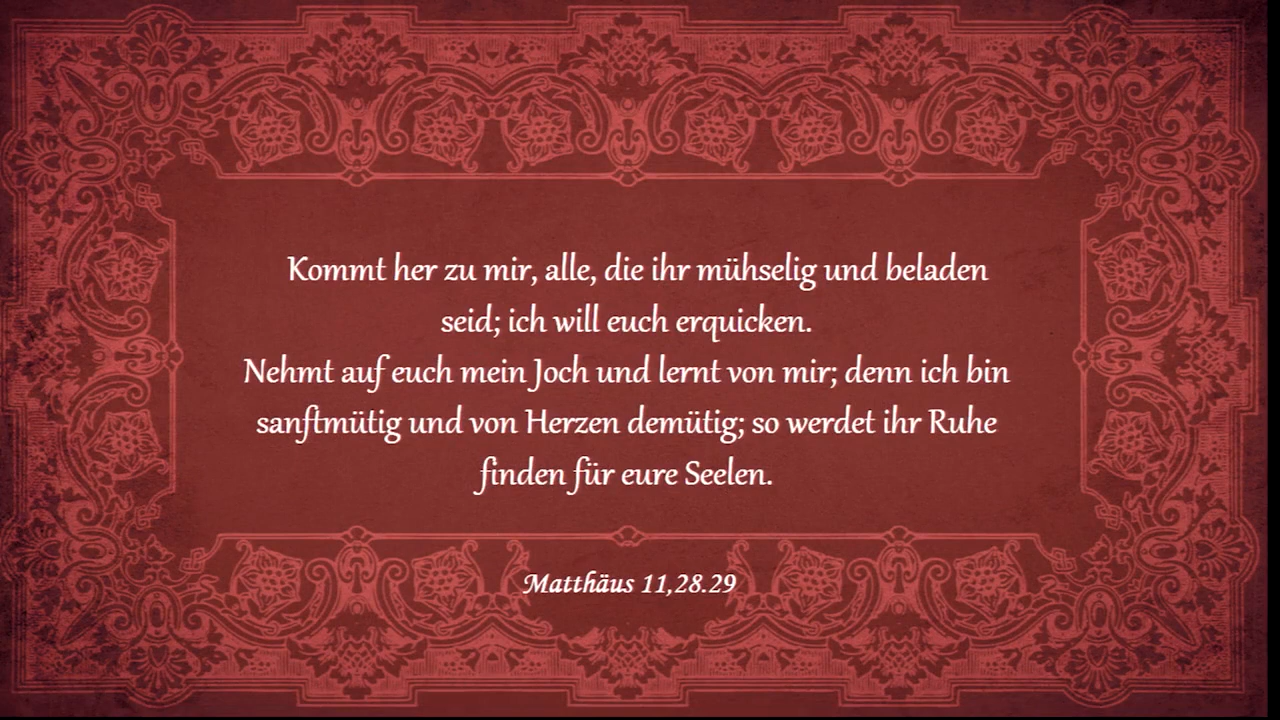 Kommt her zu mir, alle, die ihr mühselig und beladen
seid; ich will euch erquicken.
Nehmt auf euch mein Joch und lernt von mir; denn ich bin
sanftmütig und von Herzen demütig; so werdet ihr Ruhe
finden für eure Seelen.
Matthäus 11,28.29